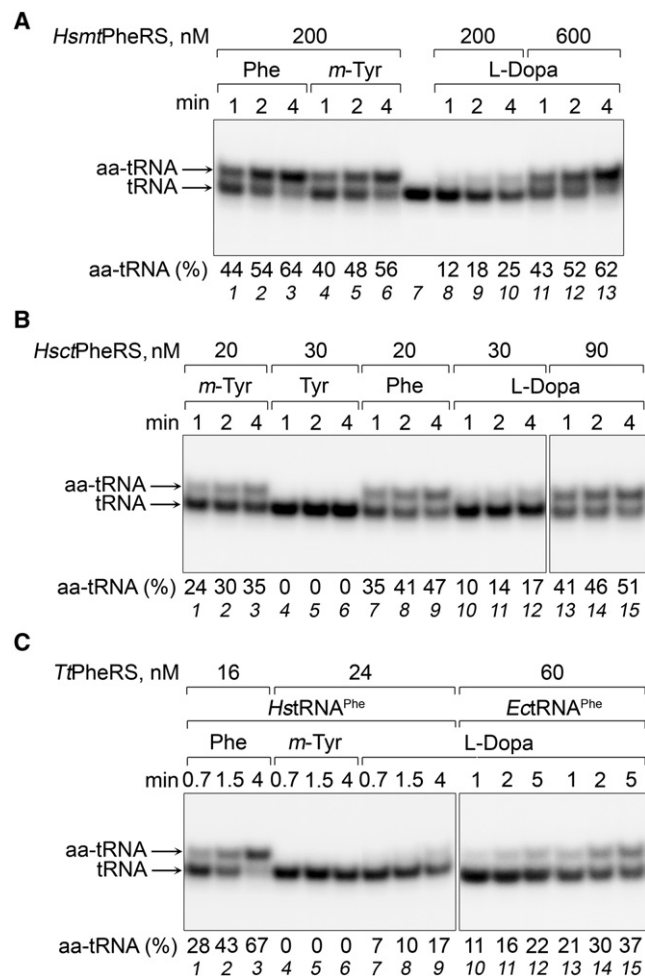 A
HsmtPheRS, nM 200 200 600
Phe m-Tyr L-Dopa
min 1 2 4 1 2 4 1 2 4 1 2 4
aa-tRNA
tRNA
aa-tRNA (%) 44 54 64 40 48 56 12 18 25 43 52 62
1 2 3 4 5 6 7 8 9 10 11 12 13
B
HsctPheRS, nM 20 30 20 30 90
m-Tyr Tyr Phe L-Dopa
min 1 2 4 1 2 4 1 2 4 1 2 4 1 2 4
aa-tRNA
tRNA
aa-tRNA (%) 24 30 35 0 0 0 35 41 47 10 14 17 41 46 51
1 2 3 4 5 6 7 8 9 10 11 12 13 14 15
C
TtPheRS, nM 16 24 60
HstRNAPhe EctRNAPhe
Phe m-Tyr L-Dopa
min 0.7 1.5 4 0.7 1.5 4 0.7 1.5 4 1 2 5 1 2 5
aa-tRNA
tRNA
aa-tRNA (%) 28 43 67 0 0 0 7 10 17 11 16 22 21 30 37
1 2 3 4 5 6 7 8 9 10 11 12 13 14 15